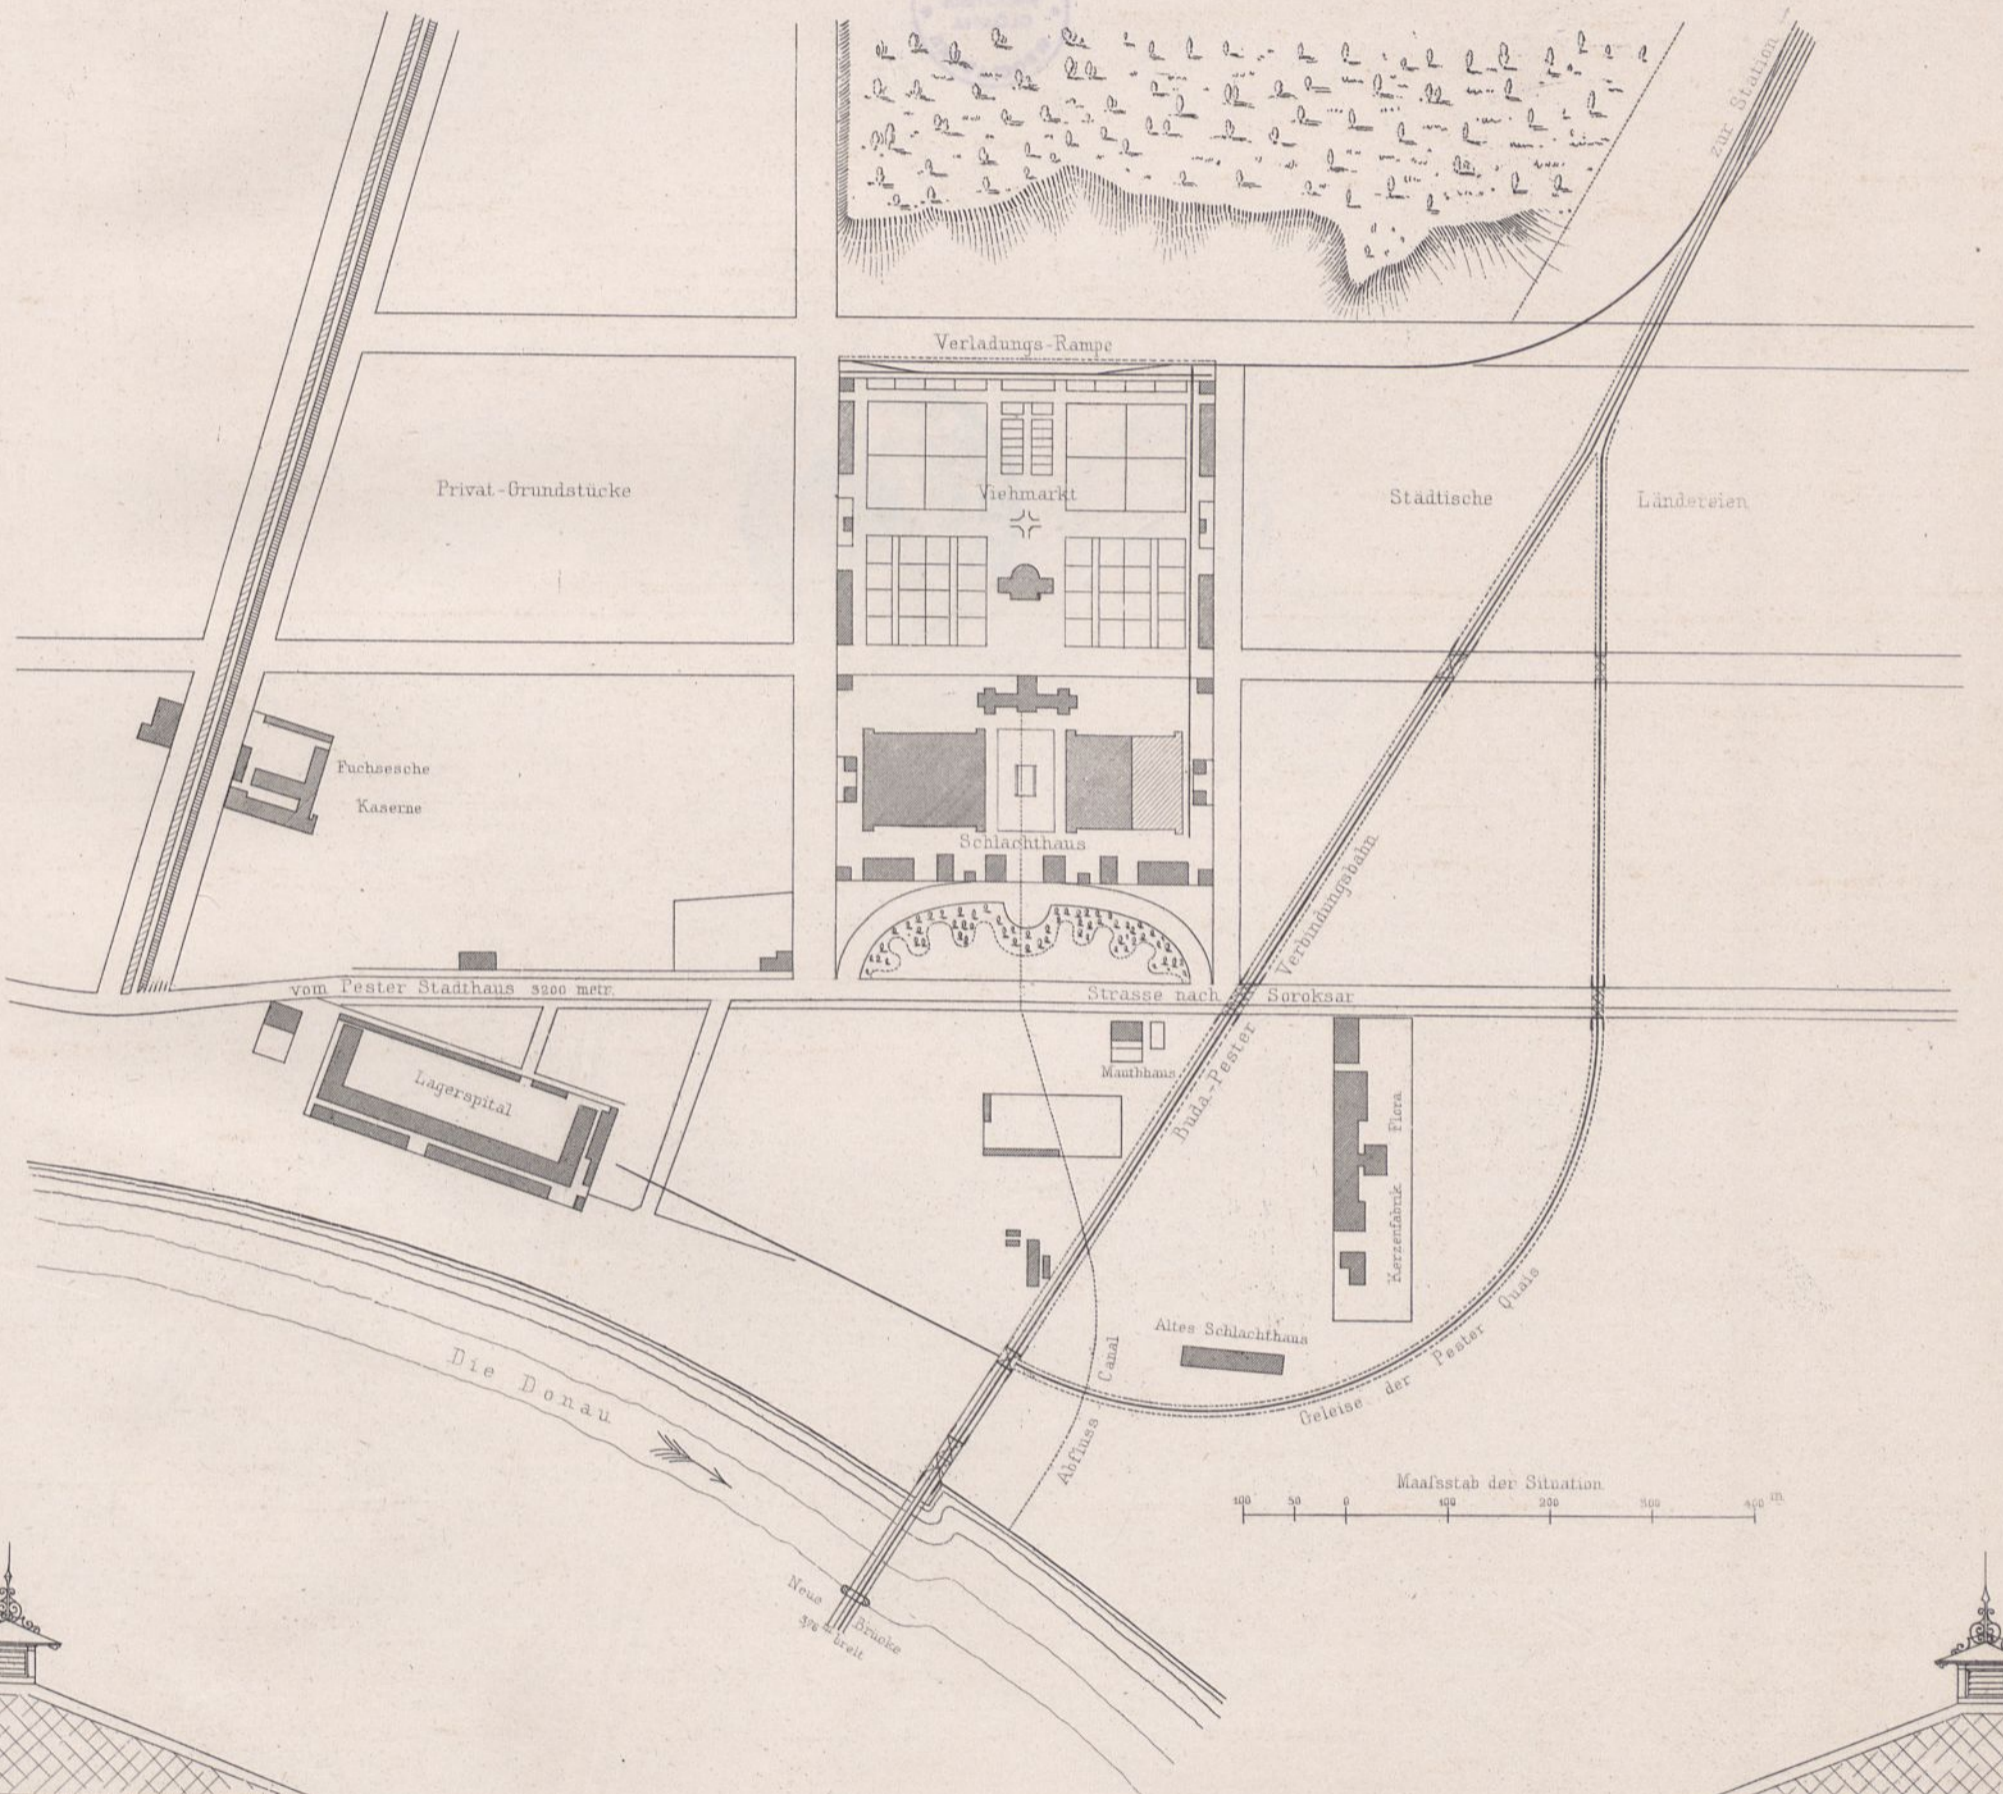 zur Station
Verladungs-Rampe
Privat-Grundstücke
Viehmarkt
Städtische Ländereien
Fuchsesche
Kaserne
Schlachthaus
Verbindungsbahn
vom Pester Stadthaus 3200 metr.
Strasse nach Soroksar
Mauthhaus
Buda-Pester
Lagerspital
Kerzenfabrik Flora
Altes Schlachthaus
Geleise der Pester Quais
Abfluss Canal
Die Donau
Maaſsstab der Situation
100 50 0 100 200 300 400 m
Neue Brücke
376 m breit